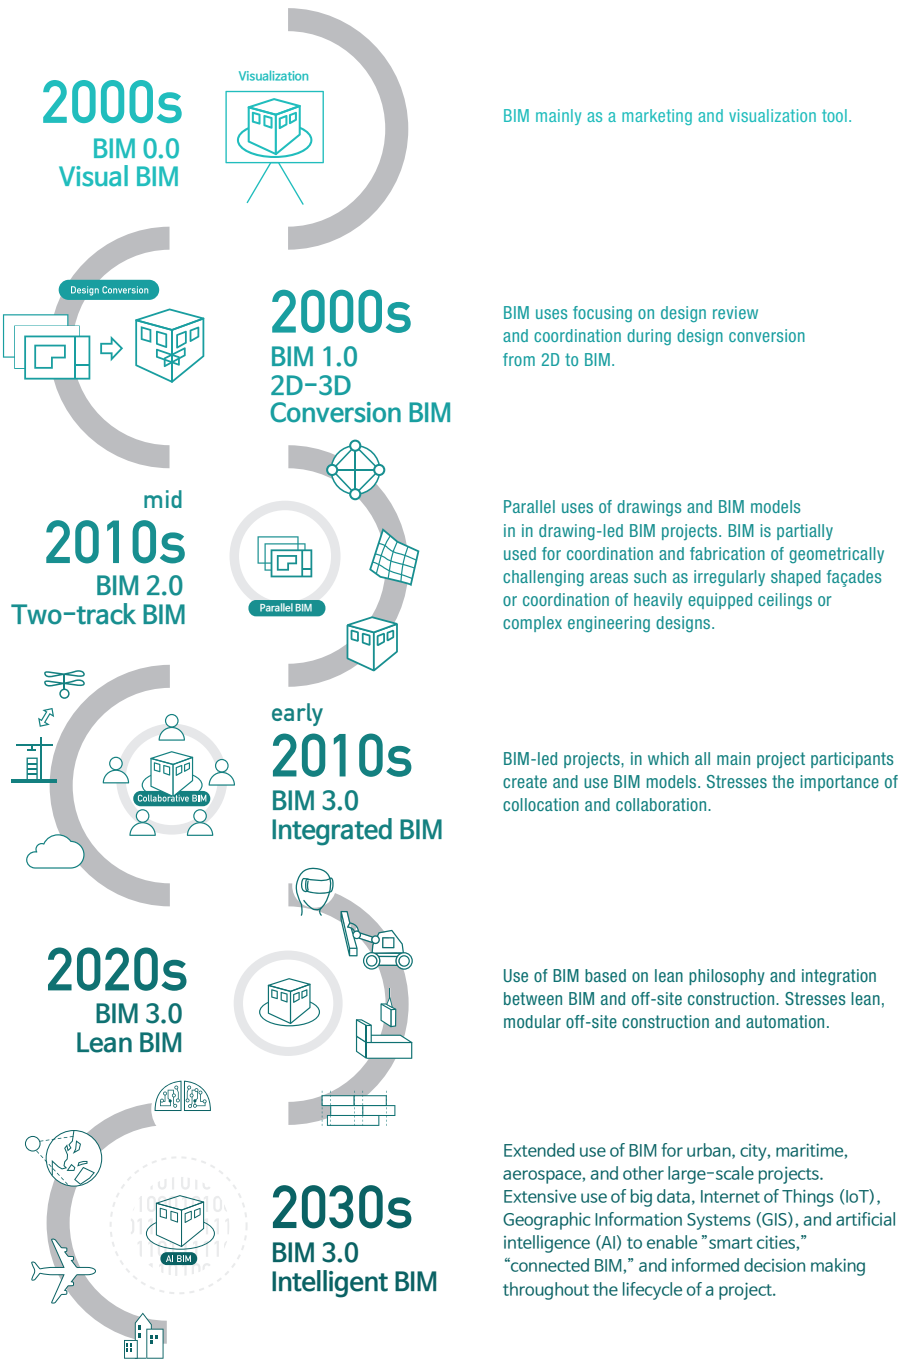 Visualization
2000s
BIM 0.0
Visual BIM
BIM mainly as a marketing and visualization tool.
Design Conversion
2000s
BIM 1.0
2D-3D
Conversion BIM
BIM uses focusing on design review
and coordination during design conversion
from 2D to BIM.
mid
2010s
BIM 2.0
Two-track BIM
Parallel BIM
Parallel uses of drawings and BIM models
in in drawing-led BIM projects. BIM is partially
used for coordination and fabrication of geometrically
challenging areas such as irregularly shaped façades
or coordination of heavily equipped ceilings or
complex engineering designs.
Collaborative BIM
early
2010s
BIM 3.0
Integrated BIM
BIM-led projects, in which all main project participants
create and use BIM models. Stresses the importance of
collocation and collaboration.
2020s
BIM 3.0
Lean BIM
Use of BIM based on lean philosophy and integration
between BIM and off-site construction. Stresses lean,
modular off-site construction and automation.
AI BIM
2030s
BIM 3.0
Intelligent BIM
Extended use of BIM for urban, city, maritime,
aerospace, and other large-scale projects.
Extensive use of big data, Internet of Things (IoT),
Geographic Information Systems (GIS), and artificial
intelligence (AI) to enable ”smart cities,”
“connected BIM,” and informed decision making
throughout the lifecycle of a project.